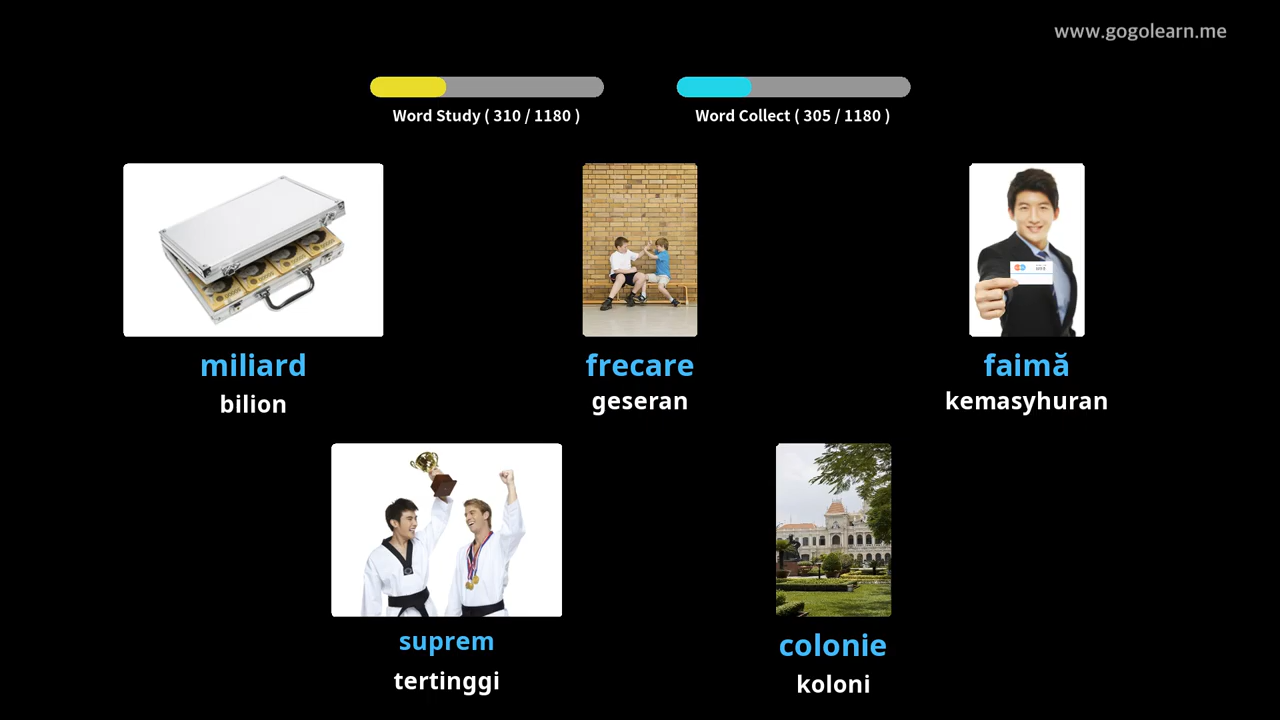 www.gogolearn.me
Word Study ( 310 / 1180 )
Word Collect ( 305 / 1180 )
miliard
bilion
frecare
geseran
faimă
kemasyhuran
suprem
tertinggi
colonie
koloni